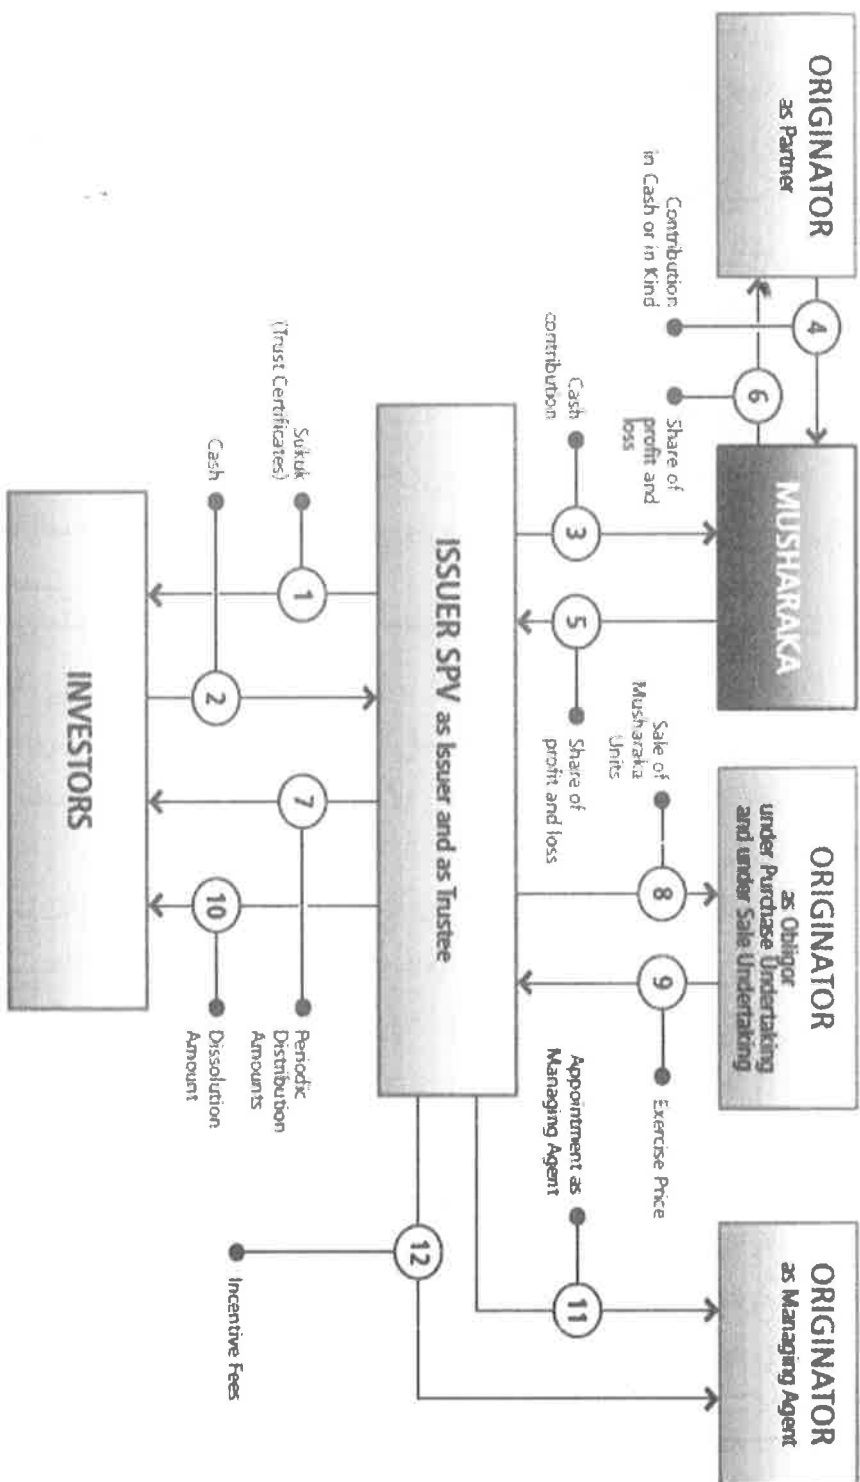 ORIGINATOR
as Partner
4
Contribution
in Cash or in Kind
6
Share of
profit and
loss
MUSHARAKA
ORIGINATOR
as Obligor
under Purchase Undertaking
and under Sale Undertaking
ORIGINATOR
as Managing Agent
Cash
contribution
3
5
Share of
profit and loss
Sale of
Musharaka
Units
8
9
Exercise Price
Appointment as
Managing Agent
11
ISSUER SPV as Issuer and as Trustee
12
Incentive Fees
Sukuk
(Trust Certificates)
1
Cash
2
7
Periodic
Distribution
Amounts
10
Dissolution
Amount
INVESTORS